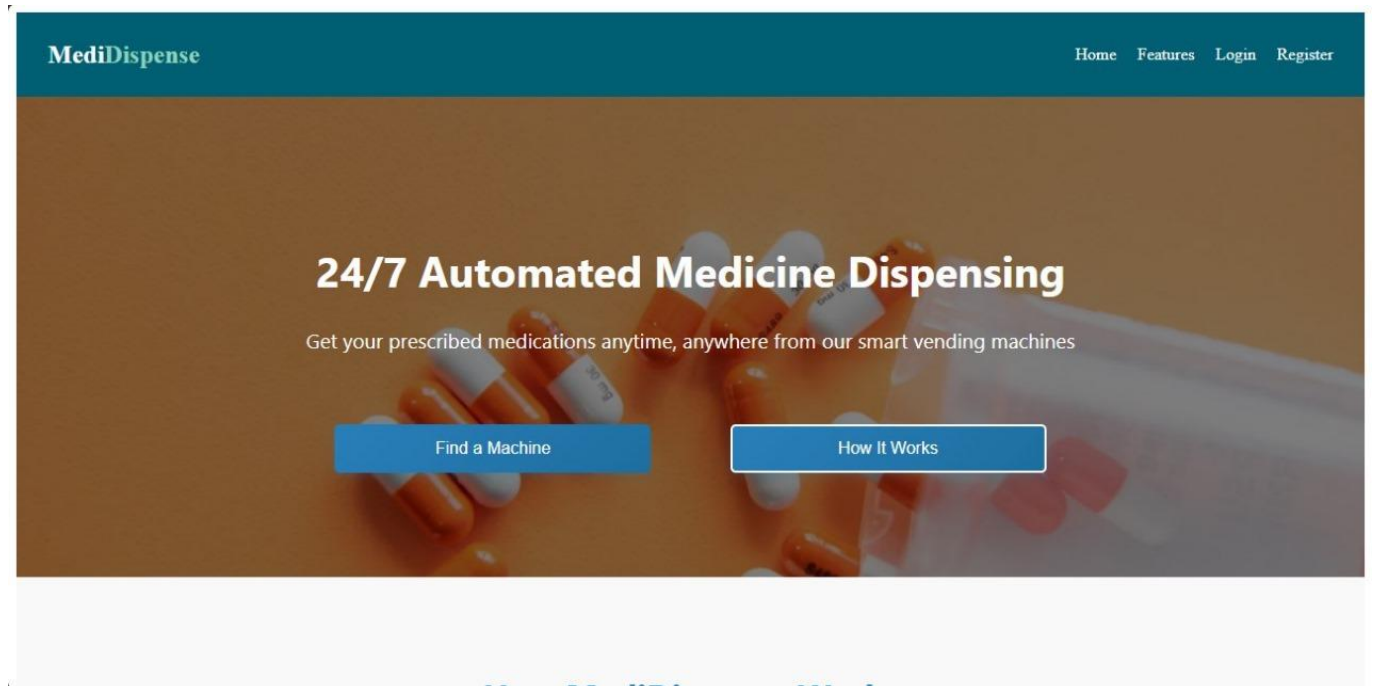 MediDispense
Home Features Login Register
24/7 Automated Medicine Dispensing
Get your prescribed medications anytime, anywhere from our smart vending machines
Find a Machine
How It Works